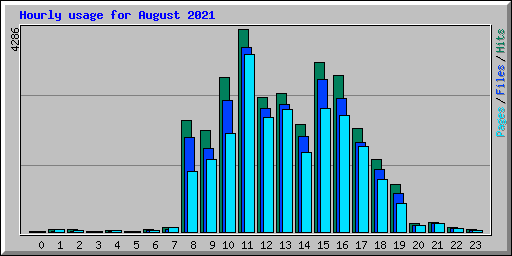 Hourly usage for August 2021
4286
Pages/Files/Hits
0 1 2 3 4 5 6 7 8 9 10 11 12 13 14 15 16 17 18 19 20 21 22 23